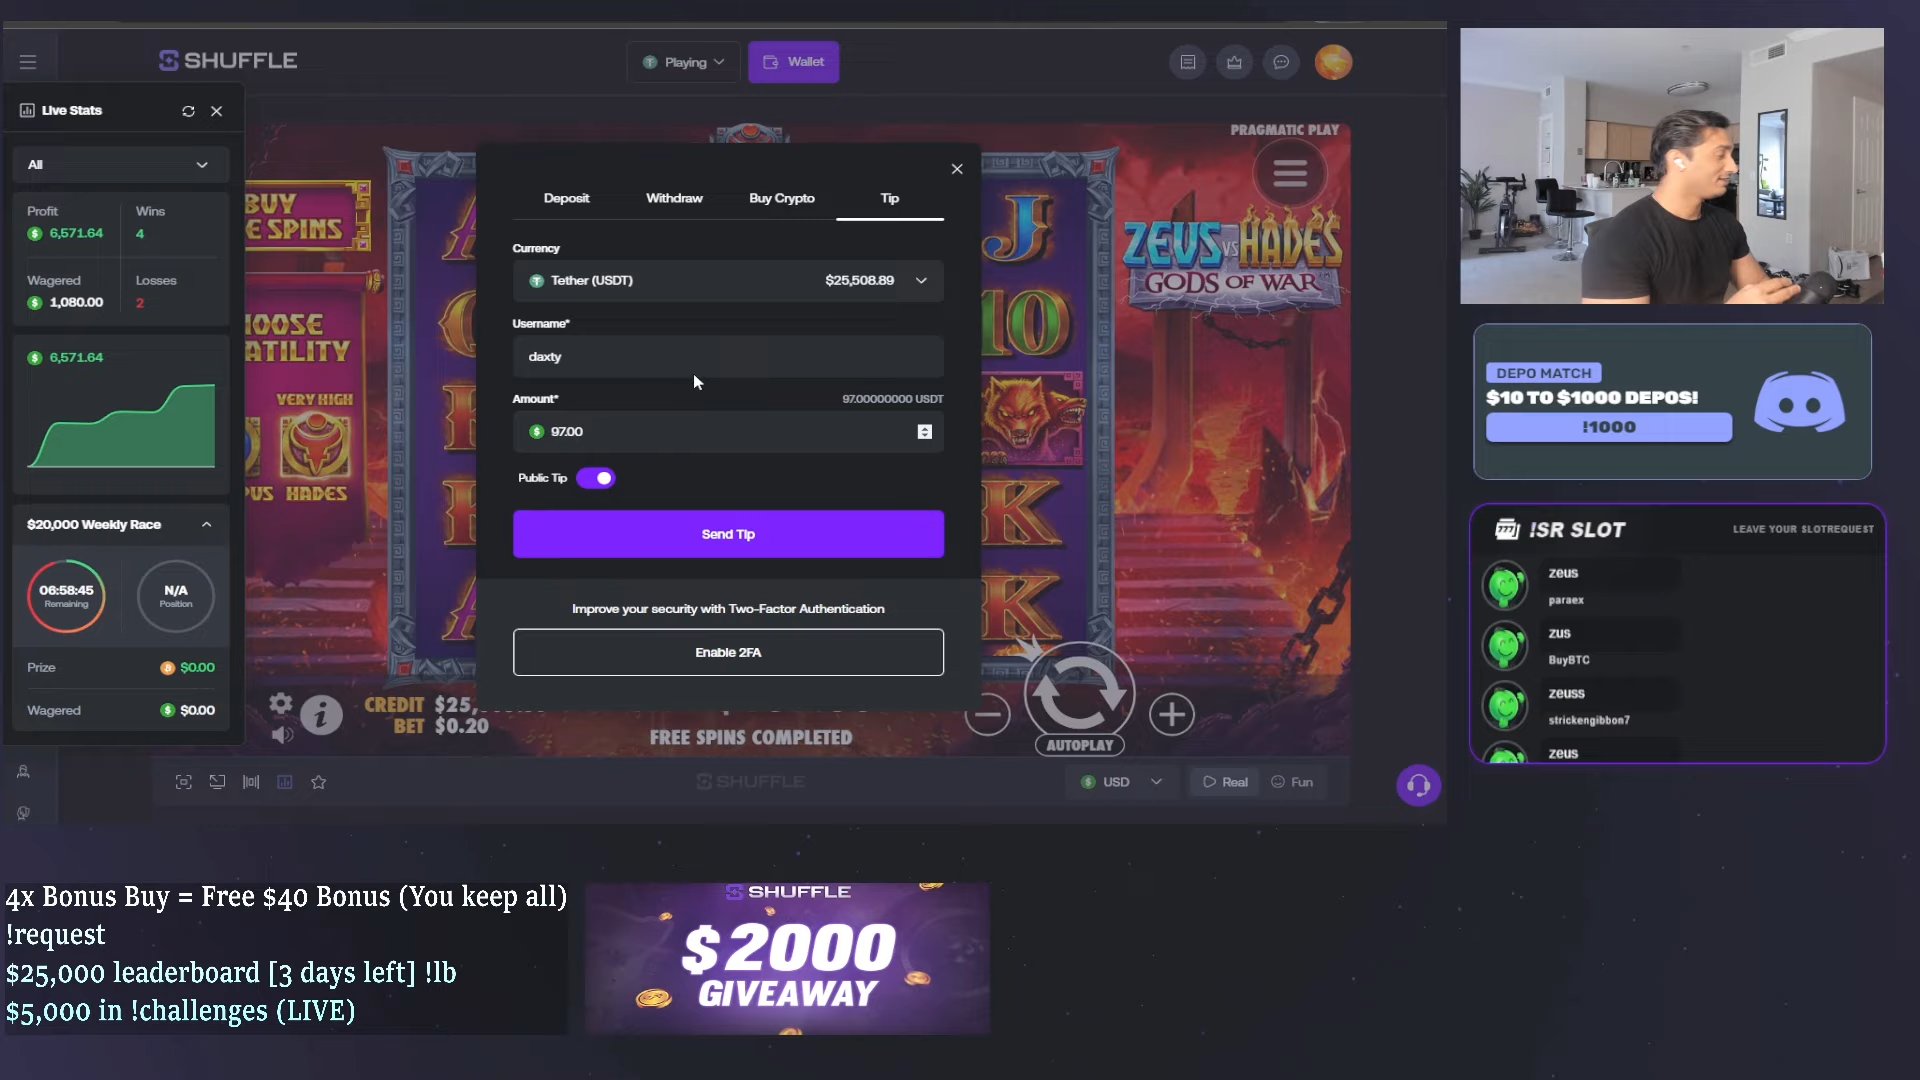 SHUFFLE
Playing
Wallet
Live Stats
All
Profit
Wins
6,571.64
4
Wagered
Losses
1,080.00
2
6,571.64
$20,000 Weekly Race
06:58:45
Remaining
N/A
Position
Prize
$0.00
Wagered
$0.00
BUY
E SPINS
VERY HIGH
HADES
Deposit
Withdraw
Buy Crypto
Tip
Currency
Tether (USDT)
$25,508.89
Username*
daxty
Amount*
97.00000000 USDT
97.00
Public Tip
Send Tip
Improve your security with Two-Factor Authentication
Enable 2FA
PRAGMATIC PLAY
ZEUS VS HADES
GODS OF WAR
J
10
K
K
CREDIT $25,
BET $0.20
FREE SPINS COMPLETED
AUTOPLAY
SHUFFLE
USD
Real
Fun
DEPO MATCH
$10 TO $1000 DEPOS!
!1000
!SR SLOT
LEAVE YOUR SLOTREQUEST
zeus
paraex
zus
BuyBTC
zeuss
strickengibbon7
zeus
4x Bonus Buy = Free $40 Bonus (You keep all)
!request
$25,000 leaderboard [3 days left] !lb
$5,000 in !challenges (LIVE)
SHUFFLE
$2000
GIVEAWAY